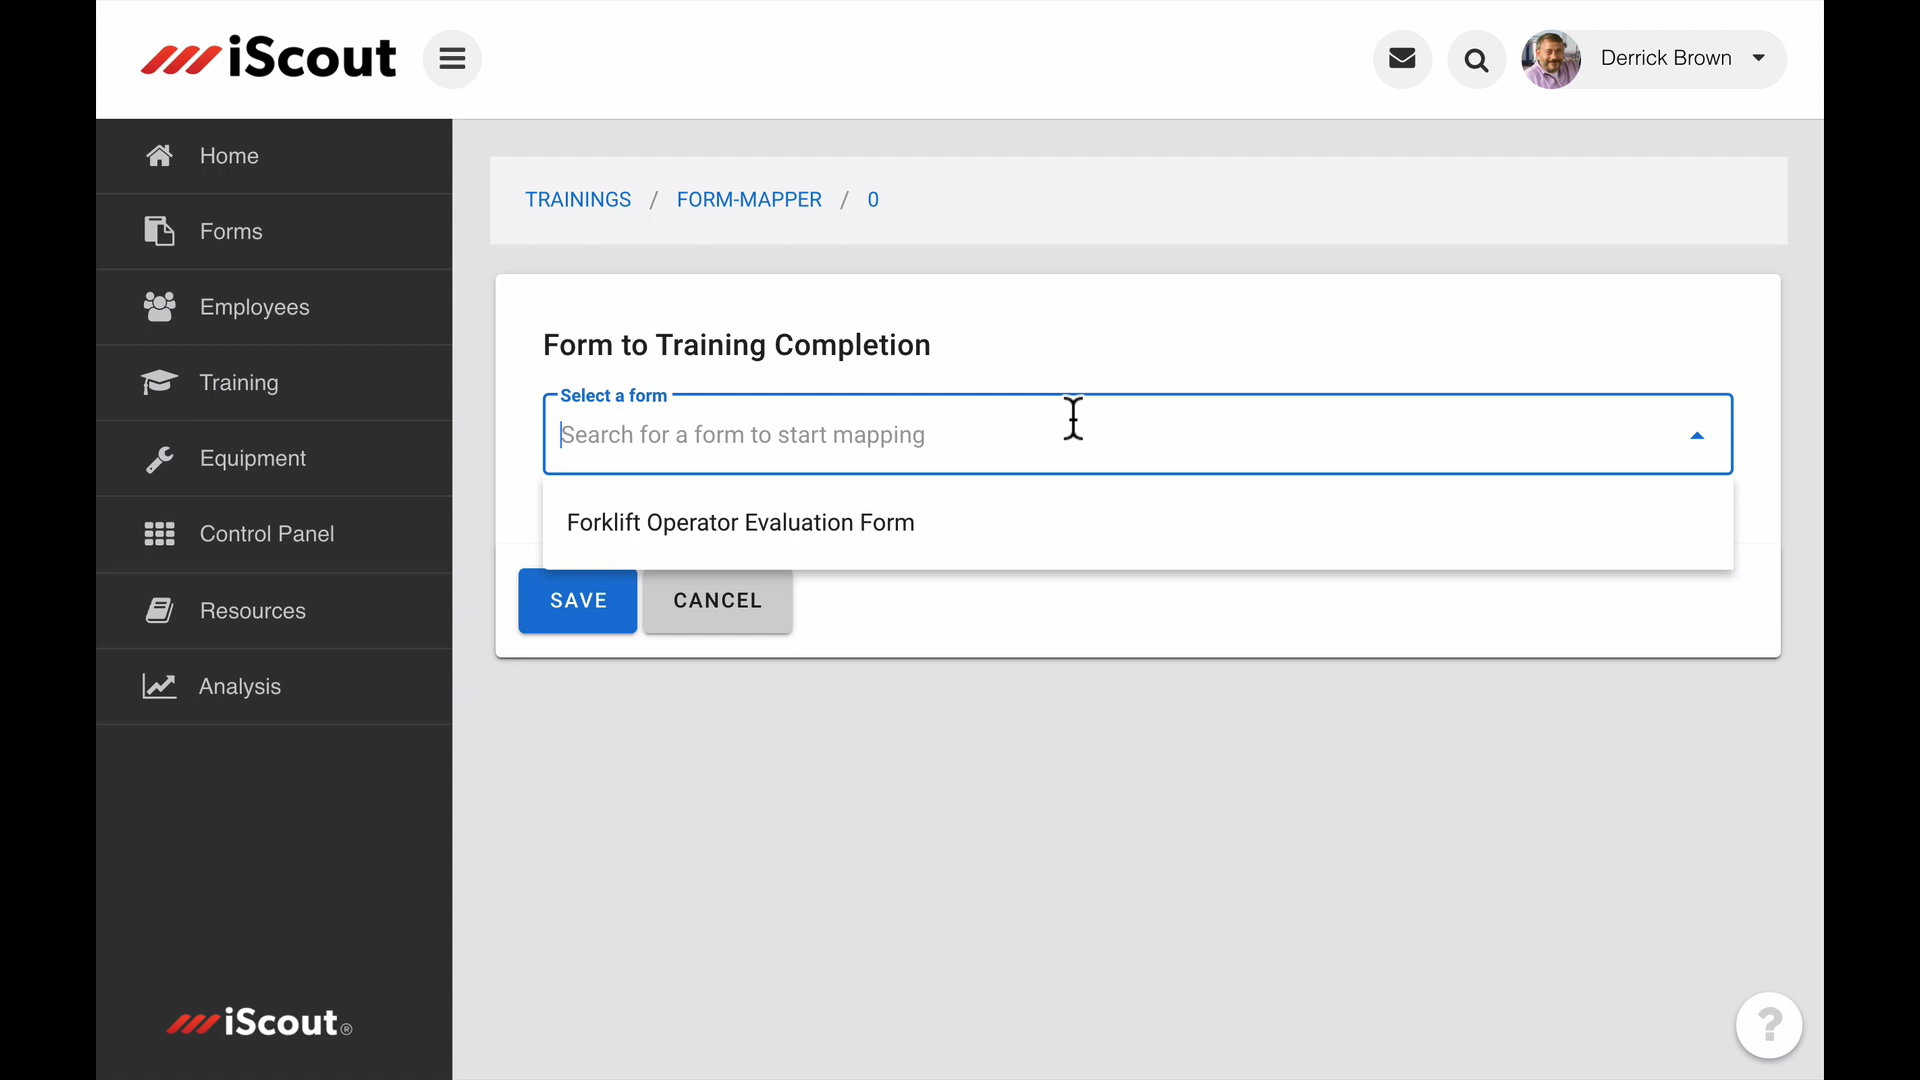 iScout
Derrick Brown
Home
Forms
Employees
Training
Equipment
Control Panel
Resources
Analysis
iScout®
TRAININGS / FORM-MAPPER / 0
Form to Training Completion
Select a form
Search for a form to start mapping
Forklift Operator Evaluation Form
SAVE CANCEL
?